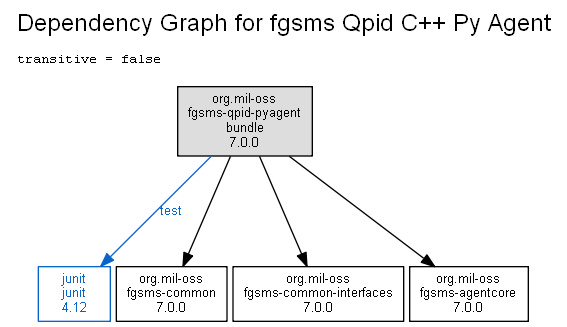 Dependency Graph for fgsms Qpid C++ Py Agent
transitive = false
org.mil-oss
fgsms-qpid-pyagent
bundle
7.0.0
test
junit
junit
4.12
org.mil-oss
fgsms-common
7.0.0
org.mil-oss
fgsms-common-interfaces
7.0.0
org.mil-oss
fgsms-agentcore
7.0.0